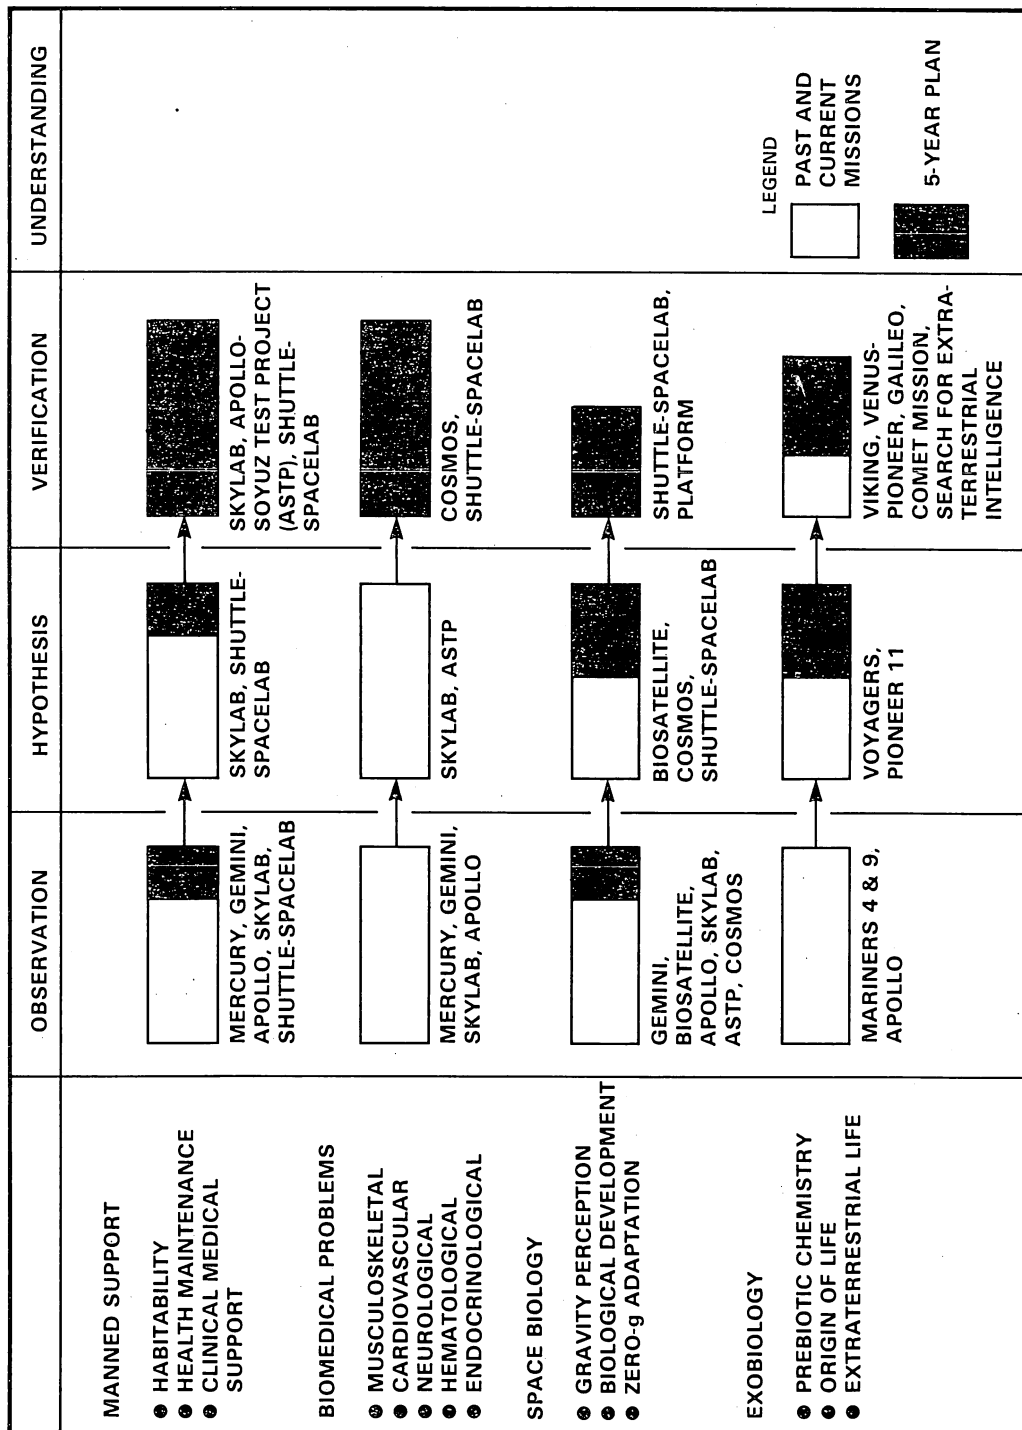 OBSERVATION
HYPOTHESIS
VERIFICATION
UNDERSTANDING
MANNED SUPPORT
● HABITABILITY
● HEALTH MAINTENANCE
● CLINICAL MEDICAL
SUPPORT
MERCURY, GEMINI,
APOLLO, SKYLAB,
SHUTTLE-SPACELAB
SKYLAB, SHUTTLE-
SPACELAB
SKYLAB, APOLLO-
SOYUZ TEST PROJECT
(ASTP), SHUTTLE-
SPACELAB
BIOMEDICAL PROBLEMS
● MUSCULOSKELETAL
● CARDIOVASCULAR
● NEUROLOGICAL
● HEMATOLOGICAL
● ENDOCRINOLOGICAL
MERCURY, GEMINI,
SKYLAB, APOLLO
SKYLAB, ASTP
COSMOS,
SHUTTLE-SPACELAB
SPACE BIOLOGY
● GRAVITY PERCEPTION
● BIOLOGICAL DEVELOPMENT
● ZERO-g ADAPTATION
GEMINI,
BIOSATELLITE,
APOLLO, SKYLAB,
ASTP, COSMOS
BIOSATELLITE,
COSMOS,
SHUTTLE-SPACELAB
SHUTTLE-SPACELAB,
PLATFORM
EXOBIOLOGY
● PREBIOTIC CHEMISTRY
● ORIGIN OF LIFE
● EXTRATERRESTRIAL LIFE
MARINERS 4 & 9,
APOLLO
VOYAGERS,
PIONEER 11
VIKING, VENUS-
PIONEER, GALILEO,
COMET MISSION,
SEARCH FOR EXTRA-
TERRESTRIAL
INTELLIGENCE
LEGEND
PAST AND
CURRENT
MISSIONS
5-YEAR PLAN